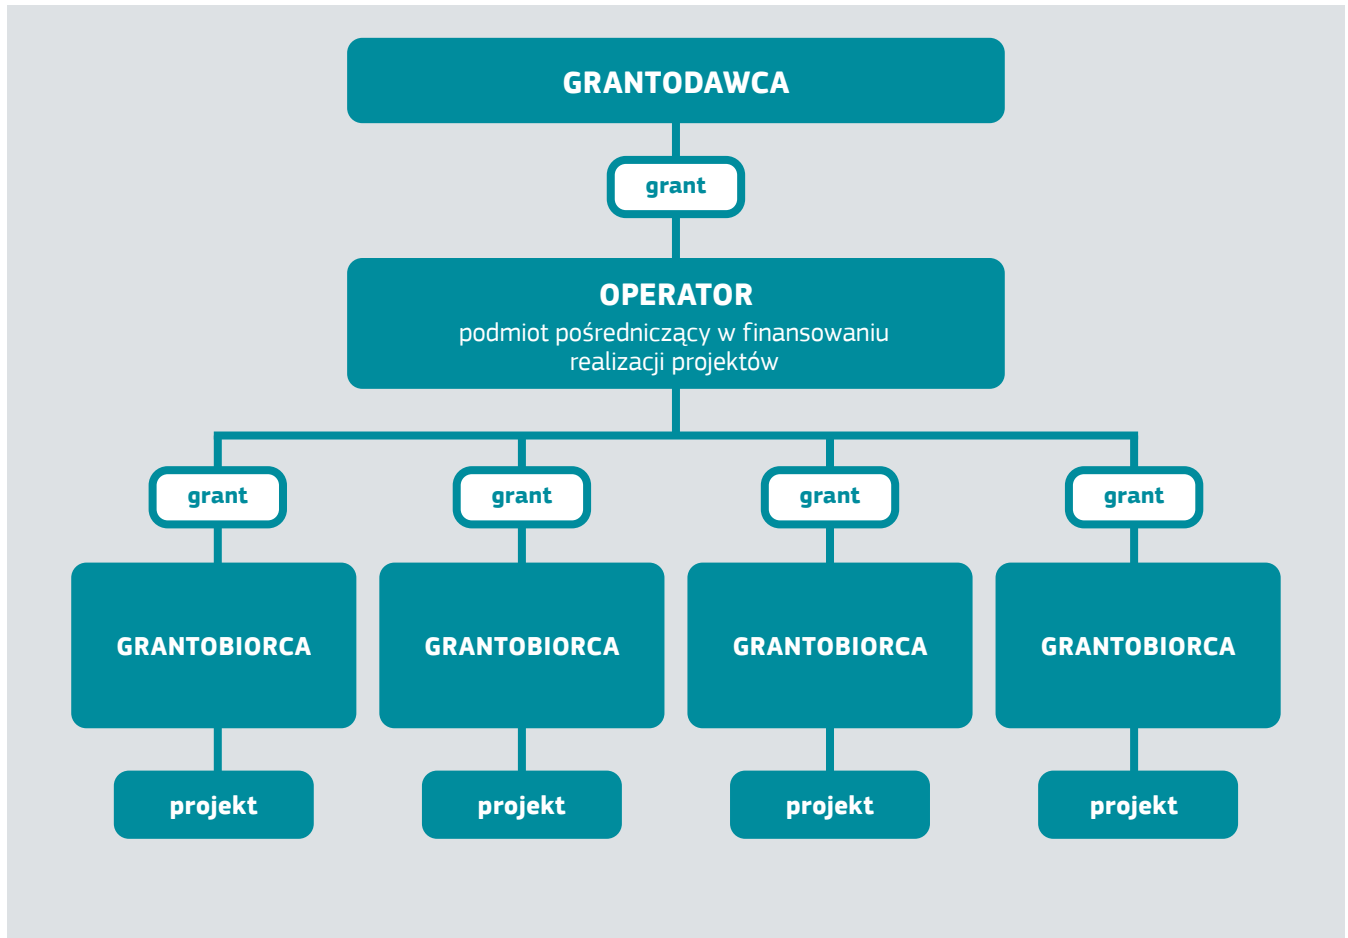 GRANTODAWCA
grant
OPERATOR
podmiot pośredniczący w finansowaniu
realizacji projektów
grant
grant
grant
grant
GRANTOBIORCA
GRANTOBIORCA
GRANTOBIORCA
GRANTOBIORCA
projekt
projekt
projekt
projekt